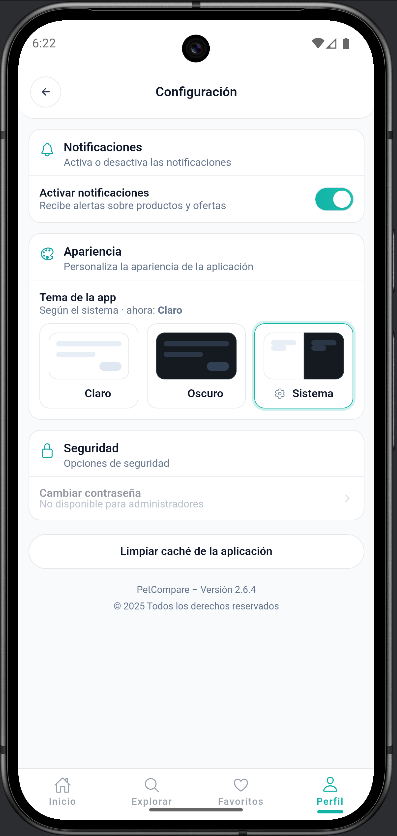 6:22
Configuración
Notificaciones
Activa o desactiva las notificaciones
Activar notificaciones
Recibe alertas sobre productos y ofertas
Apariencia
Personaliza la apariencia de la aplicación
Tema de la app
Según el sistema · ahora: Claro
Claro
Oscuro
Sistema
Seguridad
Opciones de seguridad
Cambiar contraseña
No disponible para administradores
Limpiar caché de la aplicación
PetCompare – Versión 2.6.4
© 2025 Todos los derechos reservados
Inicio
Explorar
Favoritos
Perfil